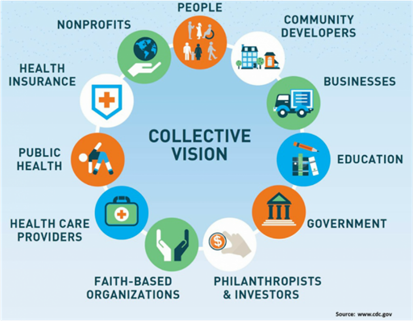 PEOPLE
COMMUNITY
DEVELOPERS
BUSINESSES
EDUCATION
GOVERNMENT
PHILANTHROPISTS
& INVESTORS
FAITH-BASED
ORGANIZATIONS
HEALTH CARE
PROVIDERS
PUBLIC
HEALTH
HEALTH
INSURANCE
NONPROFITS
COLLECTIVE
VISION
Source: www.cdc.gov